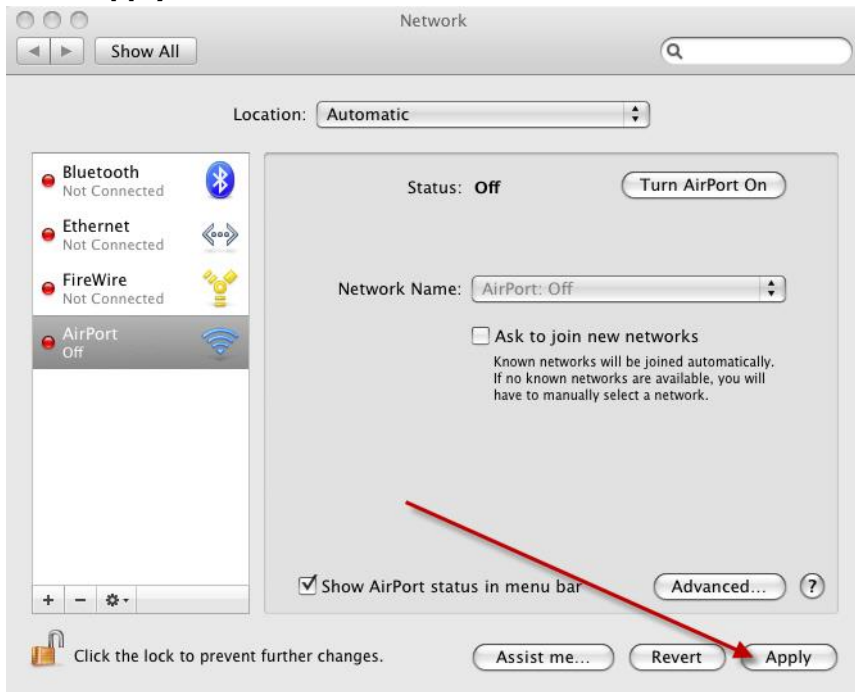 Network
Show All
Location: Automatic
Bluetooth
Not Connected
Ethernet
Not Connected
FireWire
Not Connected
AirPort
Off
Status: Off
Turn AirPort On
Network Name: AirPort: Off
Ask to join new networks
Known networks will be joined automatically.
If no known networks are available, you will
have to manually select a network.
Show AirPort status in menu bar
Advanced...
?
+ −
Click the lock to prevent further changes.
Assist me...
Revert
Apply